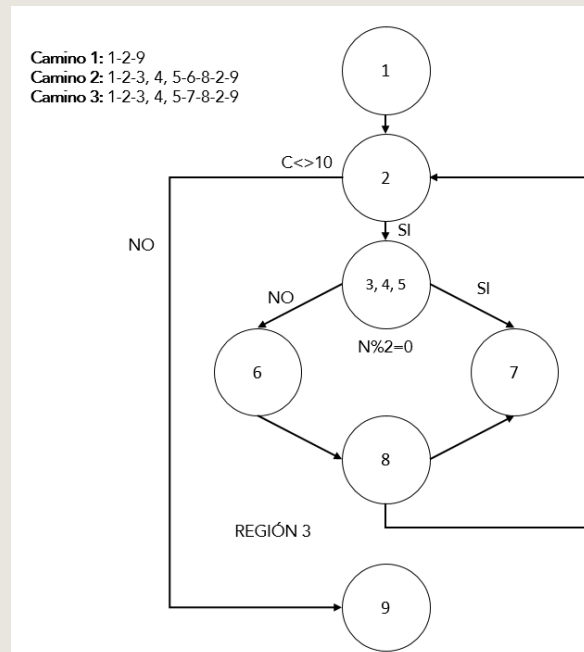 Camino 1: 1-2-9
Camino 2: 1-2-3, 4, 5-6-8-2-9
Camino 3: 1-2-3, 4, 5-7-8-2-9
1
C<>10
2
NO
SI
3, 4, 5
NO
SI
N%2=0
6
7
8
REGIÓN 3
9